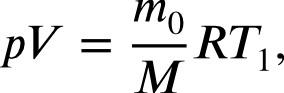 pV = \frac{m_0}{M} RT_1,